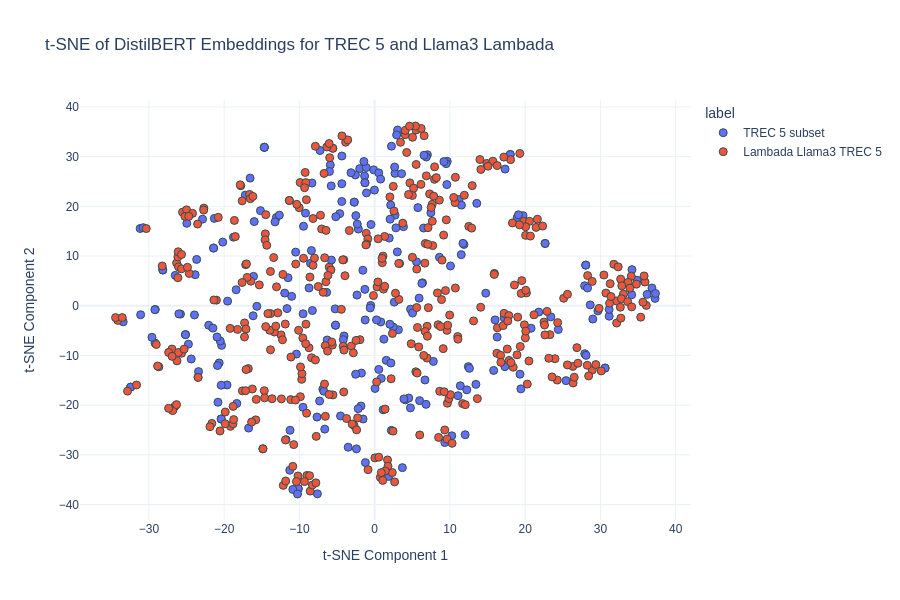 t-SNE of DistilBERT Embeddings for TREC 5 and Llama3 Lambada
label
TREC 5 subset
Lambada Llama3 TREC 5
40
30
20
10
0
−10
−20
−30
−40
t-SNE Component 2
−30
−20
−10
0
10
20
30
40
t-SNE Component 1